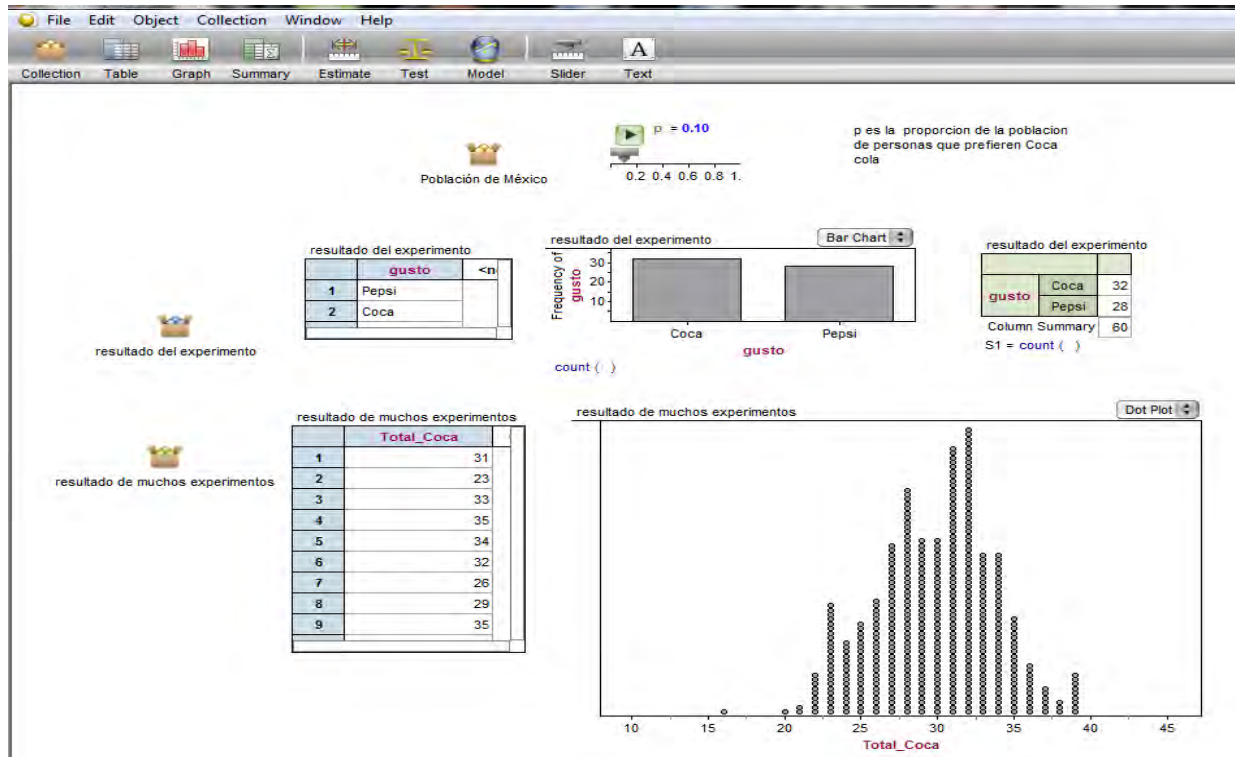 File Edit Object Collection Window Help
Collection Table Graph Summary Estimate Test Model Slider Text
A
p = 0.10
0.2 0.4 0.6 0.8 1.
Población de México
p es la proporcion de la poblacion
de personas que prefieren Coca
cola
resultado del experimento
resultado del experimento
gusto <n
1 Pepsi
2 Coca
resultado del experimento
Bar Chart
Frequency of
gusto
30
20
10
Coca Pepsi
gusto
count ( )
resultado del experimento
gusto
Coca 32
Pepsi 28
Column Summary 60
S1 = count ( )
resultado de muchos experimentos
resultado de muchos experimentos
Total_Coca
1 31
2 23
3 33
4 35
5 34
6 32
7 26
8 29
9 35
resultado de muchos experimentos
Dot Plot
10 15 20 25 30 35 40 45
Total_Coca